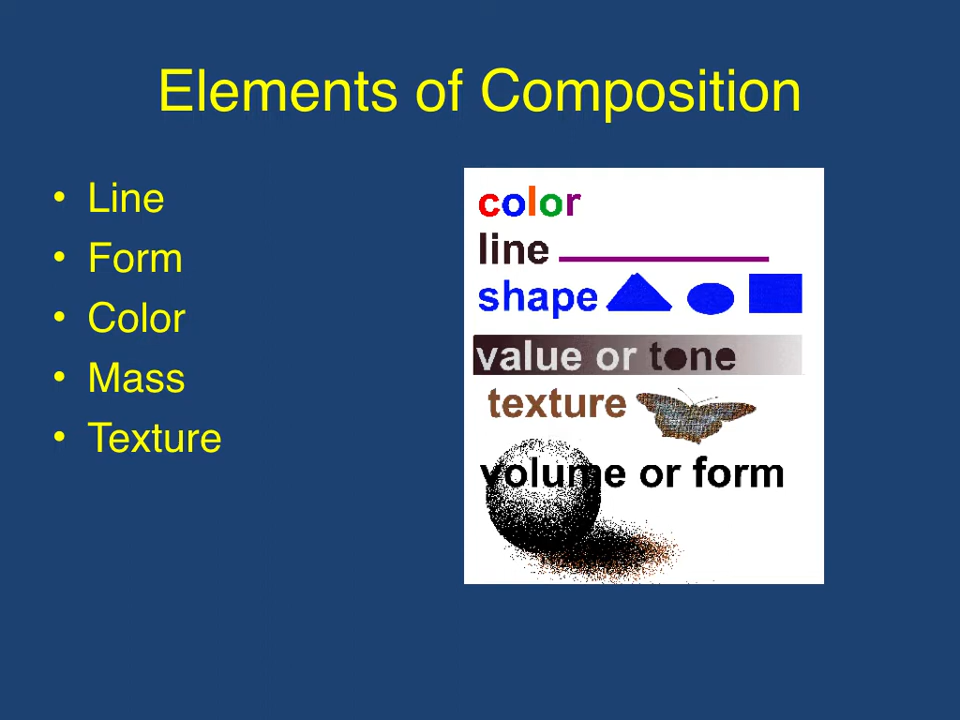 Elements of Composition
• Line
• Form
• Color
• Mass
• Texture
color
line
shape
value or tone
texture
volume or form